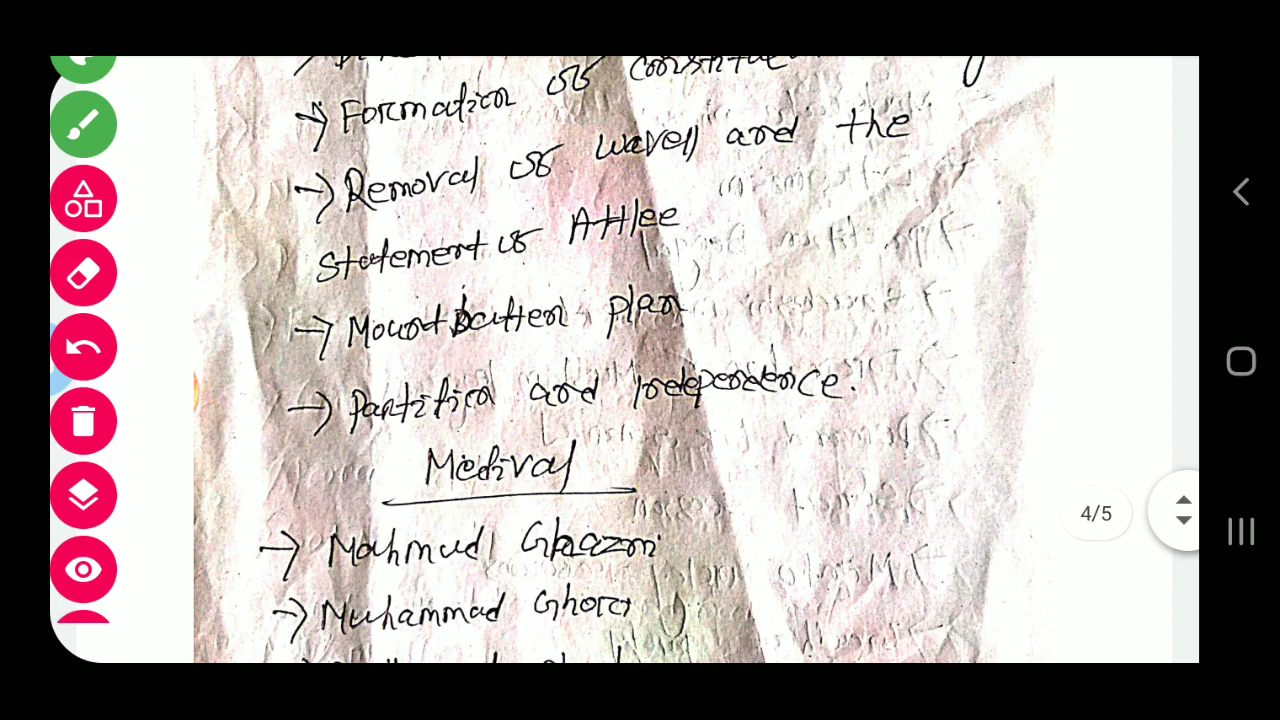 → Formation of
→ Removal of wavell and the
statement of Attlee
→ Mountbatten plan
→ Partition and independence.
Medival
→ Mahmud Ghazni
→ Muhammad Ghori
4/5